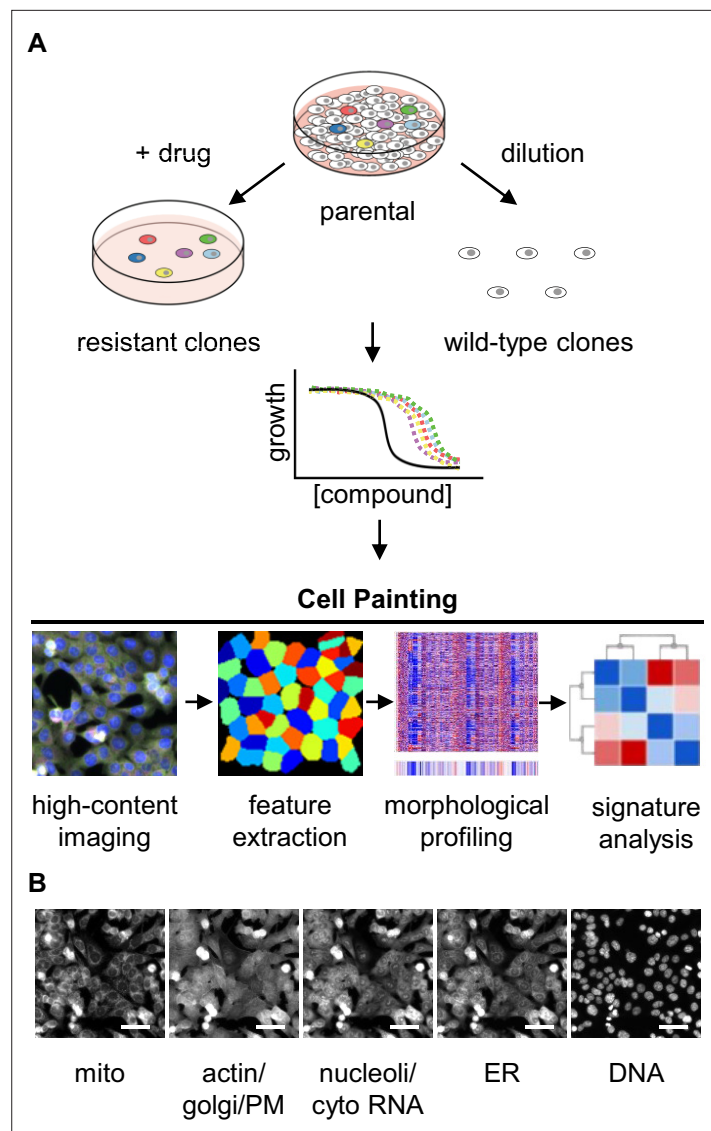 A
+ drug
dilution
parental
resistant clones
wild-type clones
growth
[compound]
Cell Painting
high-content
imaging
feature
extraction
morphological
profiling
signature
analysis
B
mito
actin/
golgi/PM
nucleoli/
cyto RNA
ER
DNA